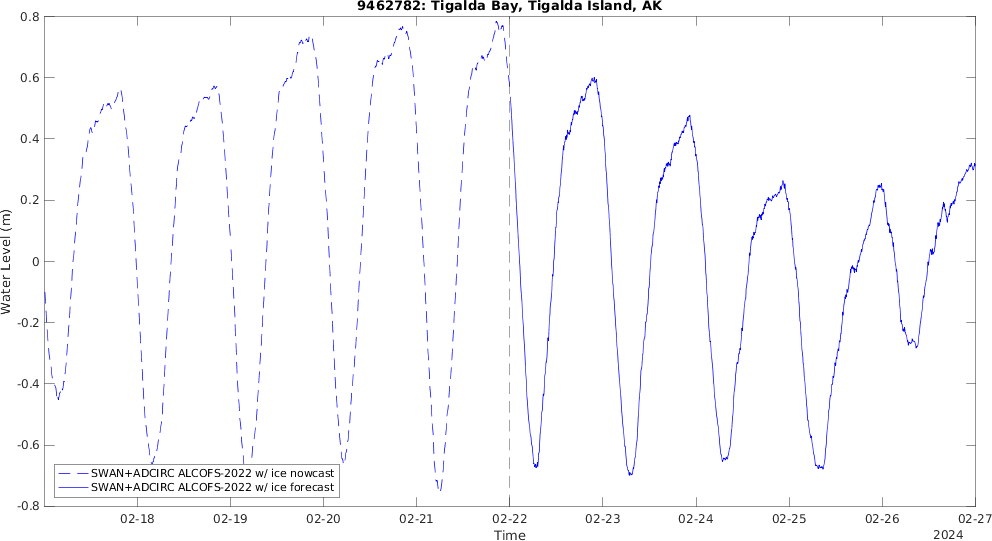 9462782: Tigalda Bay, Tigalda Island, AK
0.8
0.6
0.4
0.2
0
-0.2
-0.4
-0.6
-0.8
Water Level (m)
SWAN+ADCIRC ALCOFS-2022 w/ ice nowcast
SWAN+ADCIRC ALCOFS-2022 w/ ice forecast
02-18 02-19 02-20 02-21 02-22 02-23 02-24 02-25 02-26 02-27
Time
2024